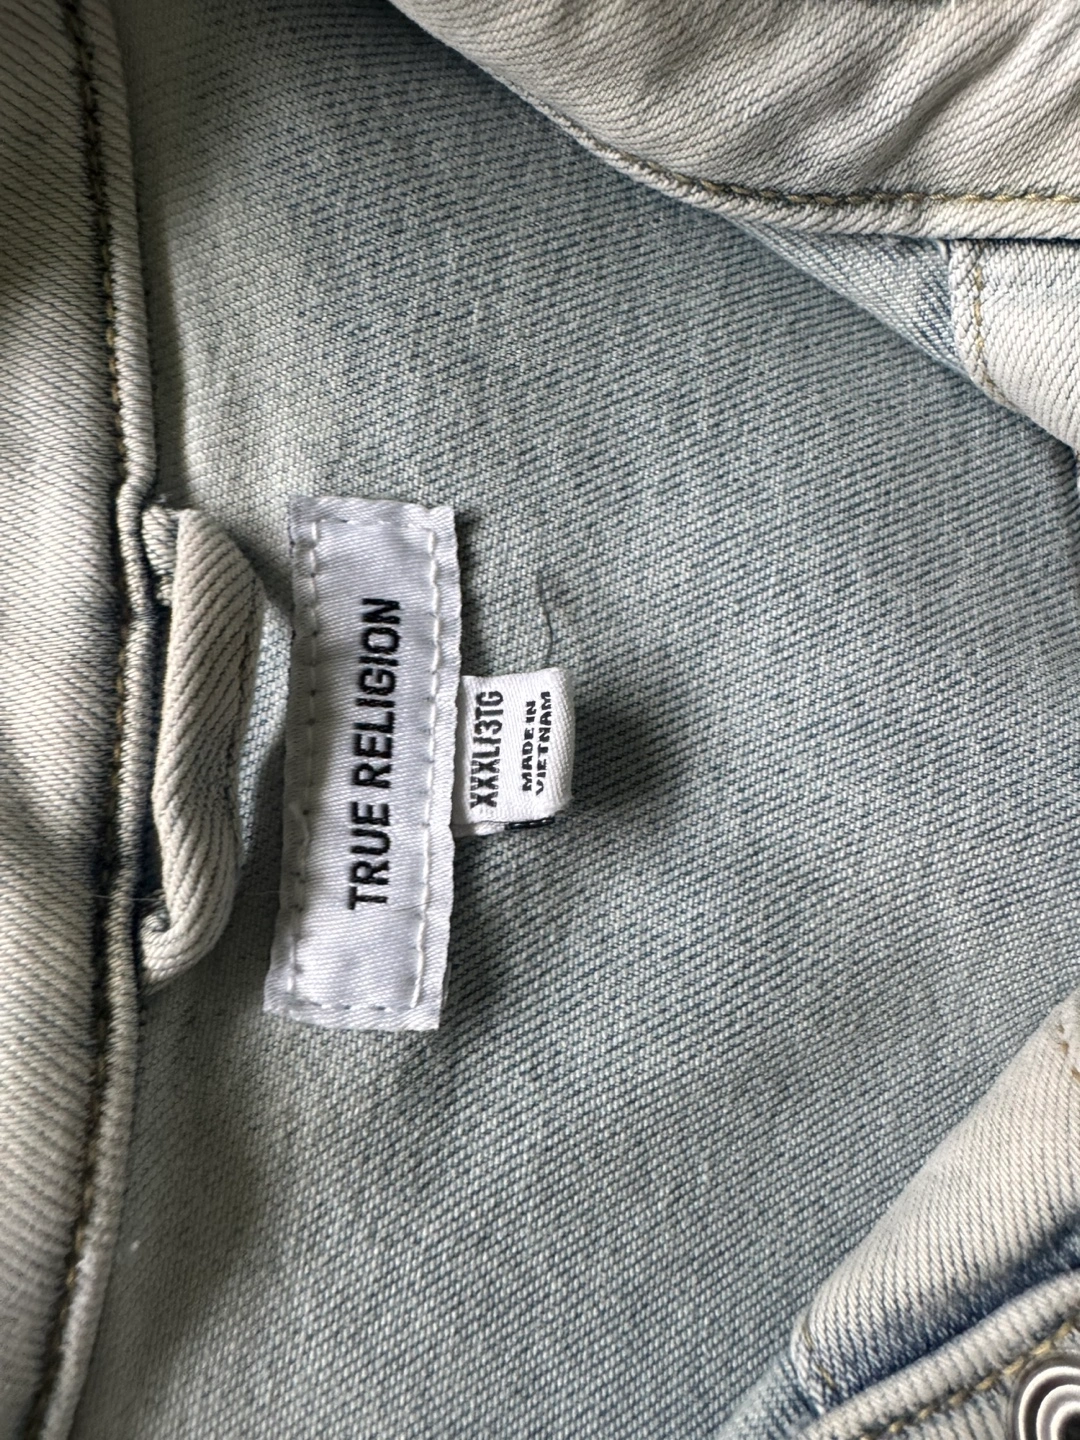 TRUE RELIGION
XXXL/3TG
MADE IN
VIETNAM